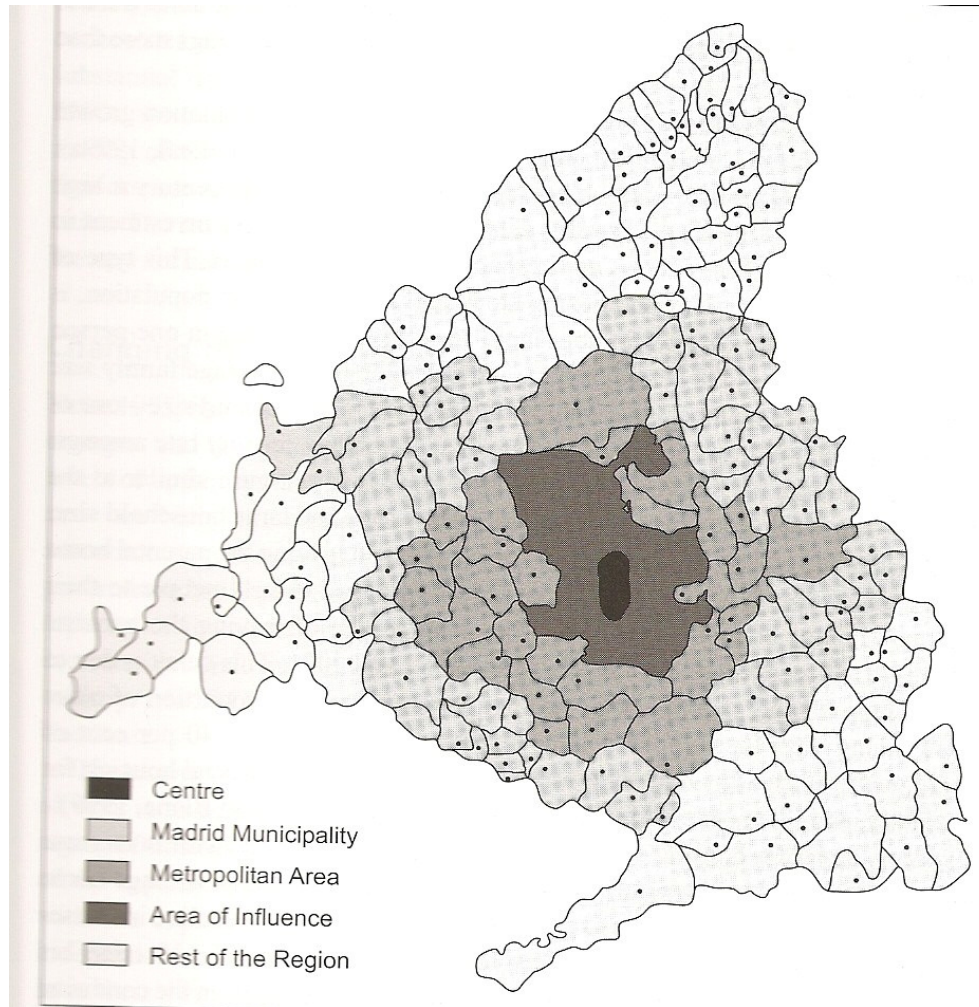 Centre
Madrid Municipality
Metropolitan Area
Area of Influence
Rest of the Region